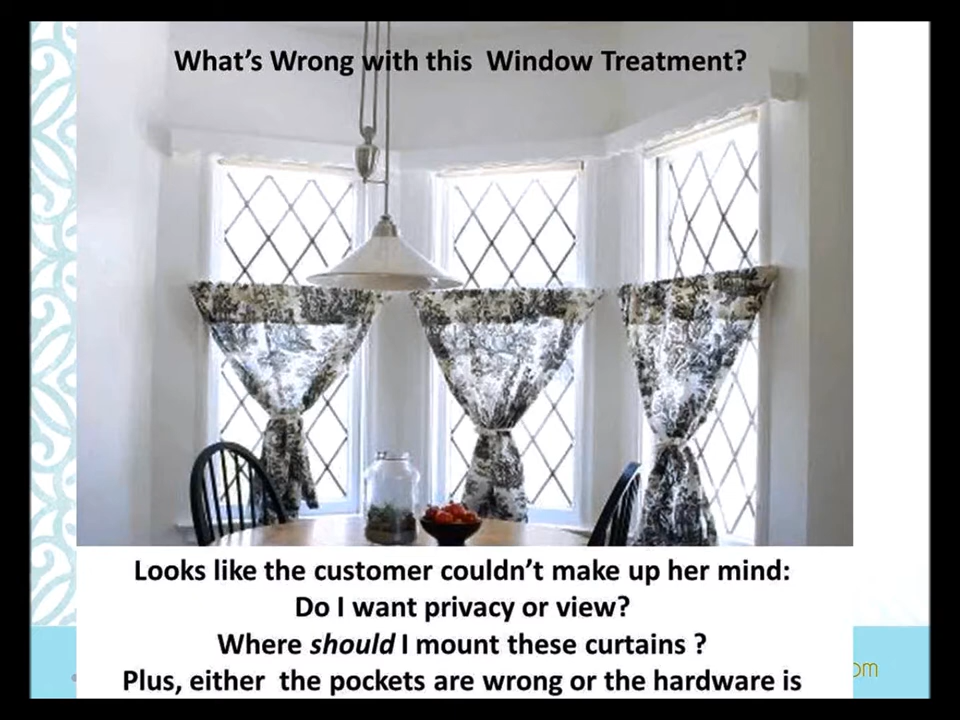 What's Wrong with this Window Treatment?
Looks like the customer couldn't make up her mind:
Do I want privacy or view?
Where should I mount these curtains ?
Plus, either the pockets are wrong or the hardware is
om